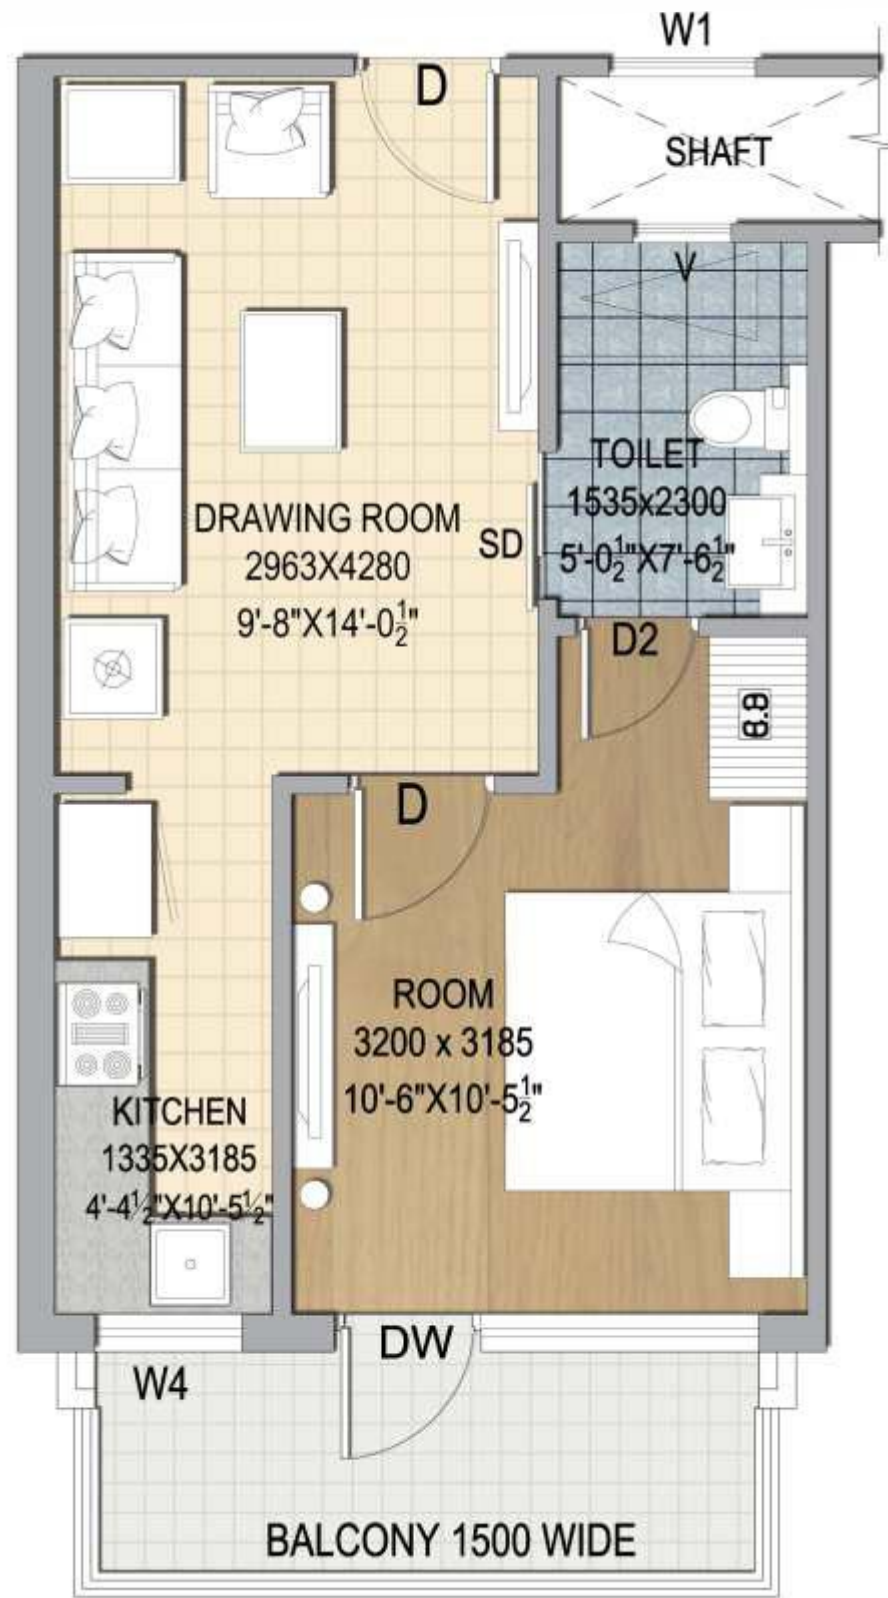 W1
D
SHAFT
V
TOILET
1535x2300
5'-0½"X7'-6½"
DRAWING ROOM
2963X4280
9'-8"X14'-0½"
SD
D2
D
ROOM
3200 x 3185
10'-6"X10'-5½"
KITCHEN
1335X3185
4'-4½"X10'-5½"
DW
W4
BALCONY 1500 WIDE